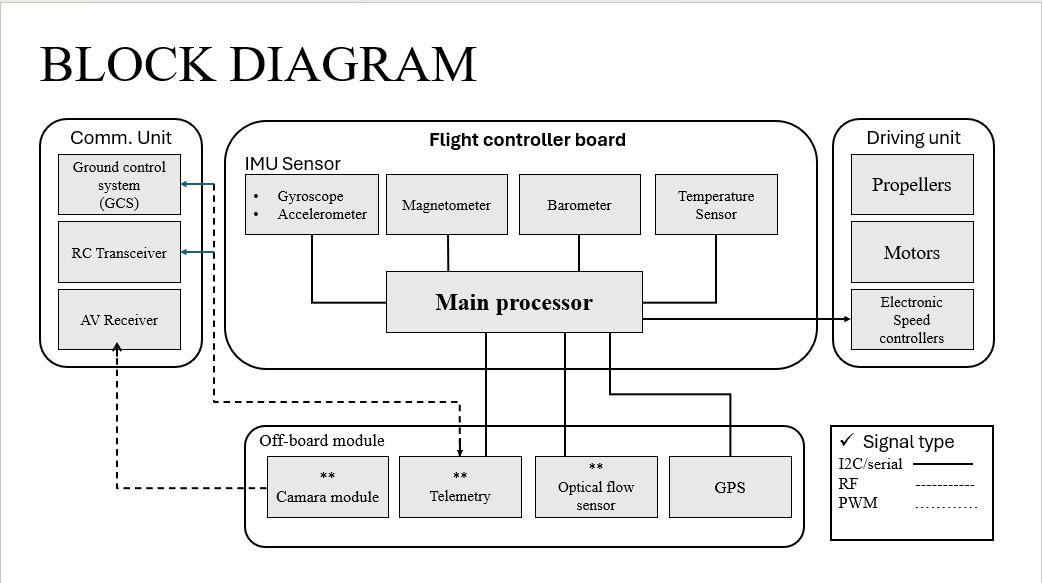 BLOCK DIAGRAM
Comm. Unit
Ground control
system
(GCS)
RC Transceiver
AV Receiver
Flight controller board
IMU Sensor
• Gyroscope
• Accelerometer
Magnetometer
Barometer
Temperature
Sensor
Main processor
Driving unit
Propellers
Motors
Electronic
Speed
controllers
Off-board module
**
Camara module
**
Telemetry
**
Optical flow
sensor
GPS
✓ Signal type
I2C/serial
RF
PWM